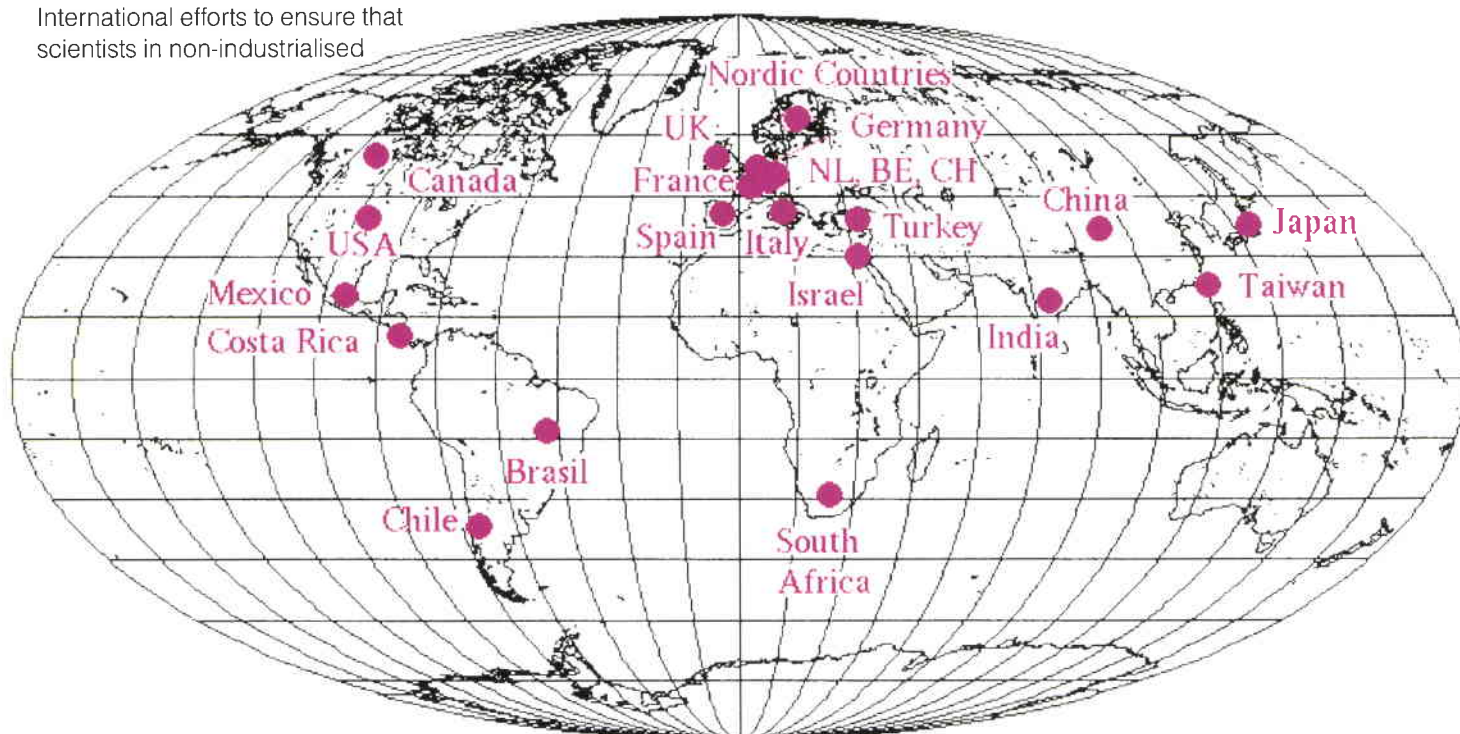 International efforts to ensure that
scientists in non-industrialised
Nordic Countries
UK
Germany
France
NL, BE, CH
Canada
China
Spain
Italy
Turkey
Japan
USA
Mexico
Israel
Taiwan
Costa Rica
India
Brasil
Chile
South
Africa